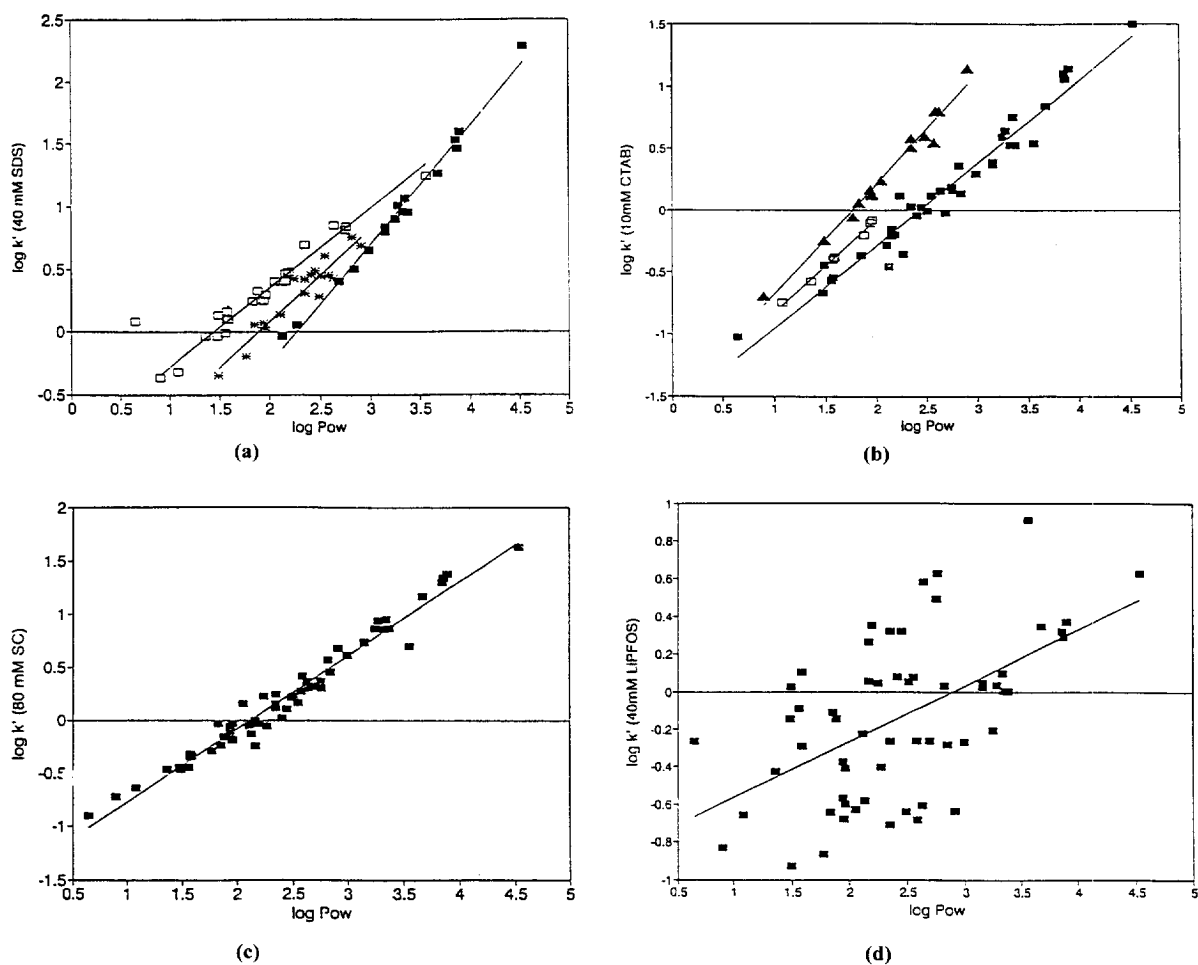 2.5
2
1.5
1
0.5
0
-0.5
0 0.5 1 1.5 2 2.5 3 3.5 4 4.5 5
log k' (40 mM SDS)
log Pow
(a)
1.5
1
0.5
0
-0.5
-1
-1.5
0 0.5 1 1.5 2 2.5 3 3.5 4 4.5 5
log k' (10mM CTAB)
log Pow
(b)
2
1.5
1
0.5
0
-0.5
-1
-1.5
0.5 1 1.5 2 2.5 3 3.5 4 4.5 5
log k' (80 mM SC)
log Pow
(c)
1
0.8
0.6
0.4
0.2
0
-0.2
-0.4
-0.6
-0.8
-1
0.5 1 1.5 2 2.5 3 3.5 4 4.5 5
log k' (40mM LiPFOS)
log Pow
(d)